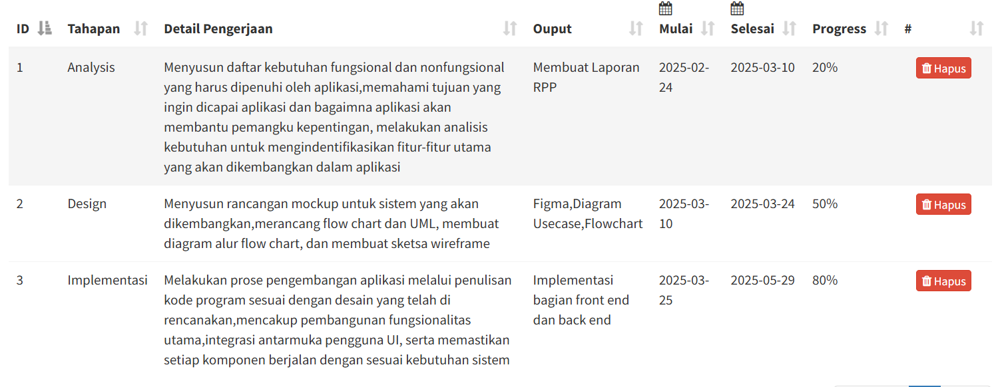 ID Tahapan Detail Pengerjaan Ouput Mulai Selesai Progress #
1 Analysis Menyusun daftar kebutuhan fungsional dan nonfungsional Membuat Laporan 2025-02- 2025-03-10 20% Hapus
yang harus dipenuhi oleh aplikasi,memahami tujuan yang RPP 24
ingin dicapai aplikasi dan bagaimna aplikasi akan
membantu pemangku kepentingan, melakukan analisis
kebutuhan untuk mengindentifikasikan fitur-fitur utama
yang akan dikembangkan dalam aplikasi
2 Design Menyusun rancangan mockup untuk sistem yang akan Figma,Diagram 2025-03- 2025-03-24 50% Hapus
dikembangkan,merancang flow chart dan UML, membuat Usecase,Flowchart 10
diagram alur flow chart, dan membuat sketsa wireframe
3 Implementasi Melakukan prose pengembangan aplikasi melalui penulisan Implementasi 2025-03- 2025-05-29 80% Hapus
kode program sesuai dengan desain yang telah di bagian front end 25
rencanakan,mencakup pembangunan fungsionalitas dan back end
utama,integrasi antarmuka pengguna UI, serta memastikan
setiap komponen berjalan dengan sesuai kebutuhan sistem